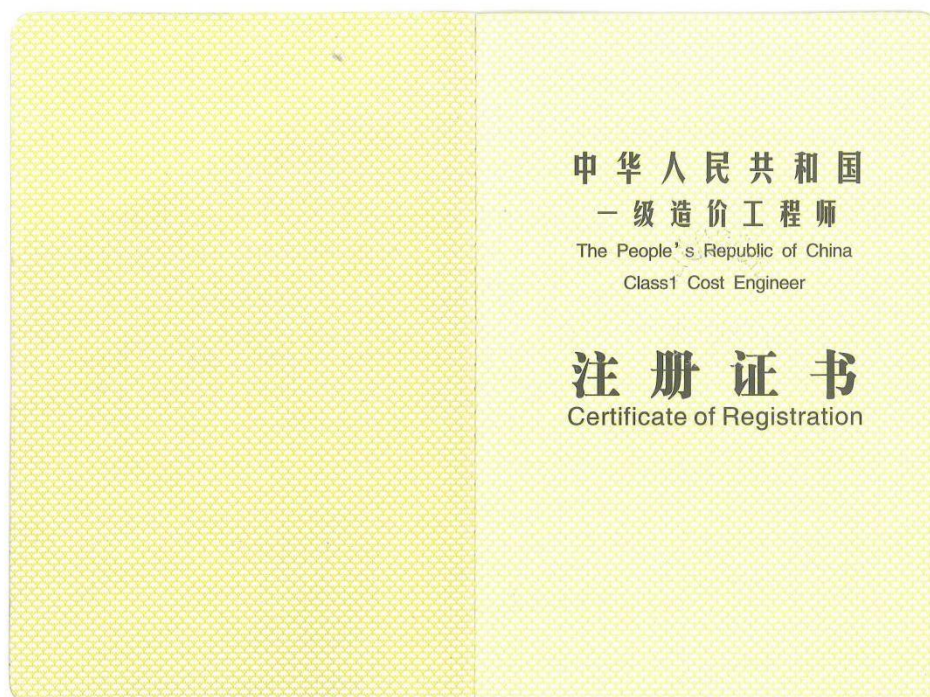 中华人民共和国
一级造价工程师
The People's Republic of China
Class1 Cost Engineer
注册证书
Certificate of Registration